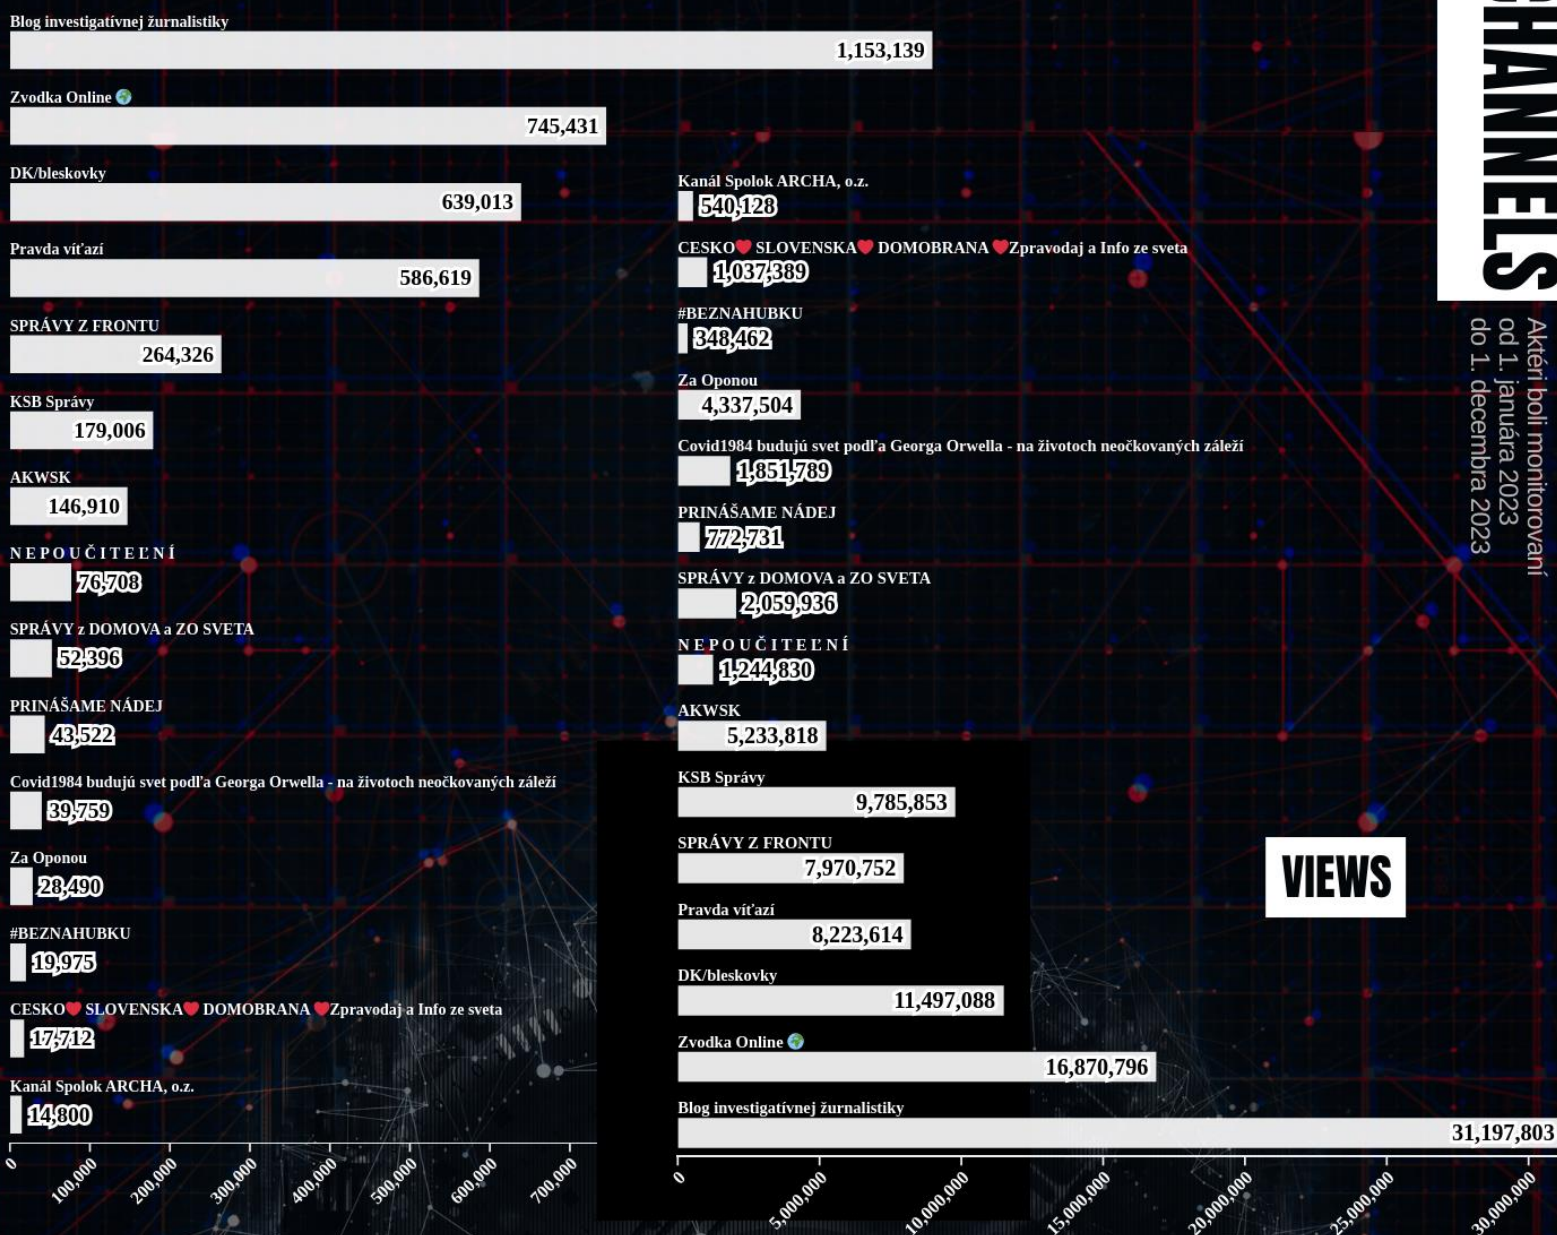 Blog investigatívnej žurnalistiky
1,153,139
Zvodka Online 🌍
745,431
DK/bleskovky
639,013
Pravda víťazí
586,619
SPRÁVY Z FRONTU
264,326
KSB Správy
179,006
AKWSK
146,910
N E P O U Č I T E Ľ N Í
76,708
SPRÁVY z DOMOVA a ZO SVETA
52,396
PRINÁŠAME NÁDEJ
43,522
Covid1984 budujú svet podľa Georga Orwella - na životoch neočkovaných záleží
39,759
Za Oponou
28,490
#BEZNAHUBKU
19,975
CESKO❤ SLOVENSKA❤ DOMOBRANA ❤Zpravodaj a Info ze sveta
17,712
Kanál Spolok ARCHA, o.z.
14,800
0
100,000
200,000
300,000
400,000
500,000
600,000
700,000
Kanál Spolok ARCHA, o.z.
540,128
CESKO❤ SLOVENSKA❤ DOMOBRANA ❤Zpravodaj a Info ze sveta
1,037,389
#BEZNAHUBKU
348,462
Za Oponou
4,337,504
Covid1984 budujú svet podľa Georga Orwella - na životoch neočkovaných záleží
1,851,789
PRINÁŠAME NÁDEJ
772,731
SPRÁVY z DOMOVA a ZO SVETA
2,059,936
N E P O U Č I T E Ľ N Í
1,244,830
AKWSK
5,233,818
KSB Správy
9,785,853
SPRÁVY Z FRONTU
7,970,752
Pravda víťazí
8,223,614
DK/bleskovky
11,497,088
Zvodka Online 🌍
16,870,796
Blog investigatívnej žurnalistiky
31,197,803
0
5,000,000
10,000,000
15,000,000
20,000,000
25,000,000
30,000,000
HANNELS
Aktéri boli monitorovaní
od 1. januára 2023
do 1. decembra 2023
VIEWS